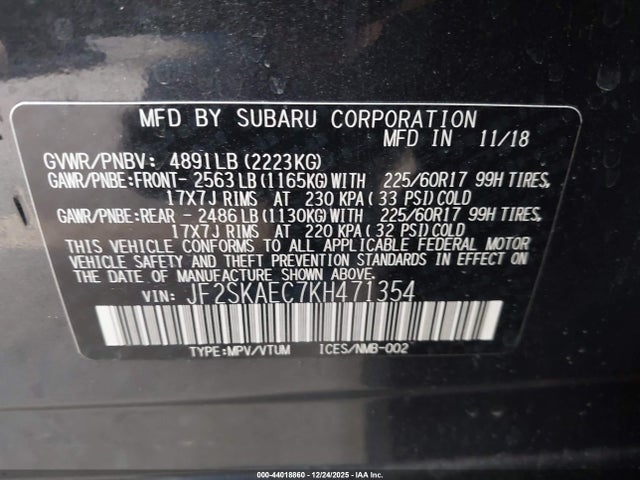 MFD BY SUBARU CORPORATION
MFD IN 11/18
GVWR/PNBV: 4891LB (2223KG)
GAWR/PNBE:FRONT- 2563LB(1165KG)WITH 225/60R17 99H TIRES,
17X7J RIMS AT 230 KPA (33 PSI)COLD
GAWR/PNBE:REAR -2486LB(1130KG)WITH 225/60R17 99H TIRES,
17X7J RIMS AT 220 KPA (32 PSI)COLD
THIS VEHICLE CONFORMS TO ALL APPLICABLE FEDERAL MOTOR
VEHICLE SAFETY AND THEFT PREVENTION STANDARDS IN EFFECT
ON THE DATE OF MANUFACTURE SHOWN ABOVE.
VIN: JF2SKAEC7KH471354
TYPE:MPV/VTUM ICES/NMB-002
000-44018860 - 12/24/2025 - IAA Inc.